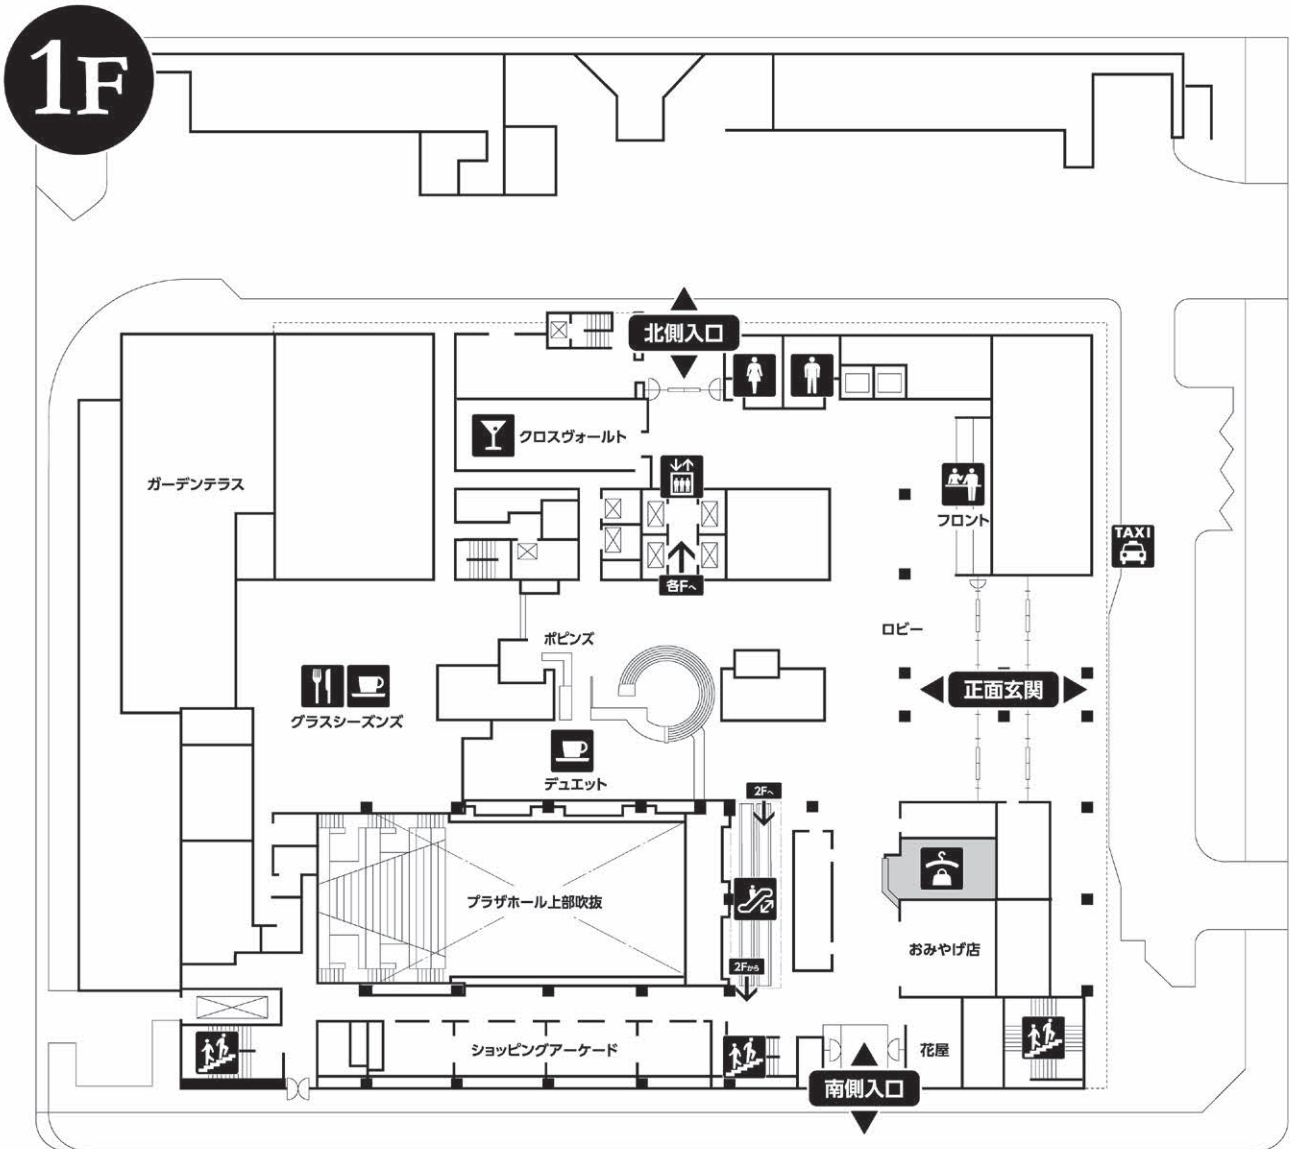 1F
北側入口
クロスヴォールト
ガーデンテラス
フロント
TAXI
各Fへ
ロビー
ポピンズ
正面玄関
グラスシーズンズ
デュエット
2Fへ
プラザホール上部吹抜
おみやげ店
2Fから
ショッピングアーケード
花屋
南側入口